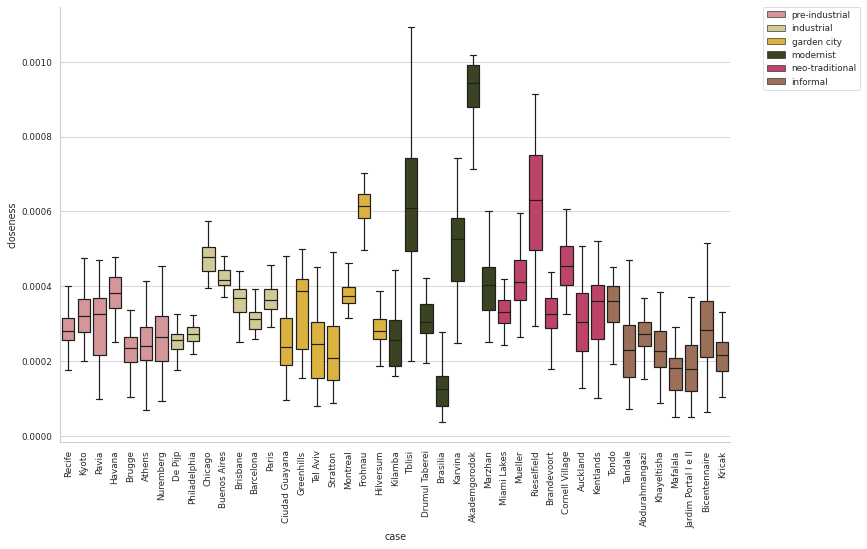 pre-industrial
industrial
garden city
modernist
neo-traditional
informal
closeness
0.0010
0.0008
0.0006
0.0004
0.0002
0.0000
Recife
Kyoto
Pavia
Havana
Brugge
Athens
Nuremberg
De Pijp
Philadelphia
Chicago
Buenos Aires
Brisbane
Barcelona
Paris
Ciudad Guayana
Greenhills
Tel Aviv
Stratton
Montreal
Frohnau
Hilversum
Kilamba
Tblisi
Drumul Taberei
Brasilia
Karvina
Akademgorodok
Marzhan
Miami Lakes
Mueller
Rieselfield
Brandevoort
Cornell Village
Auckland
Kentlands
Tondo
Tandale
Abdurahmangazi
Khayeltisha
Mafalala
Jardim Portal I e II
Bicentennaire
Kricak
case